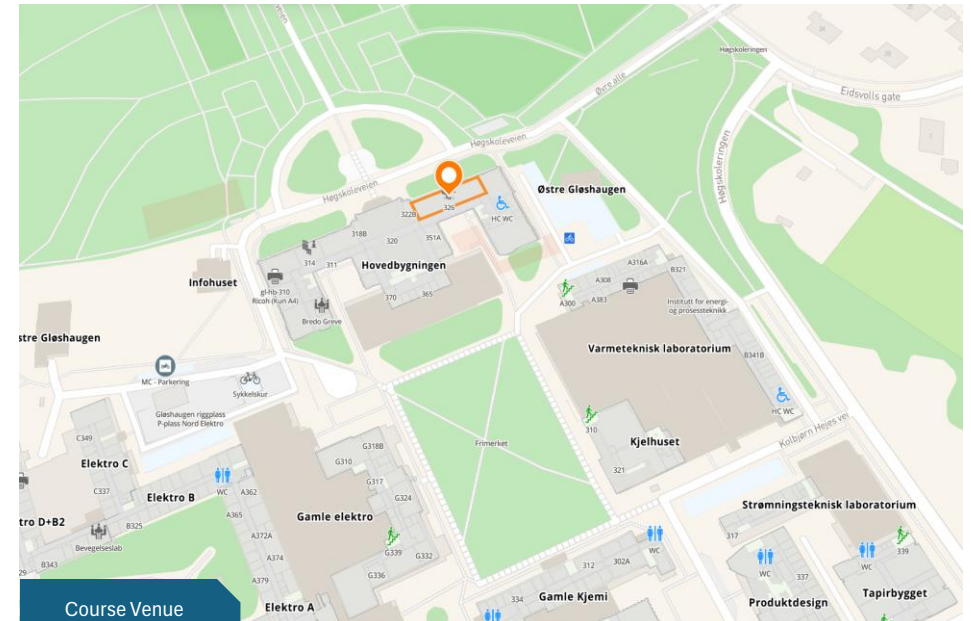 Høgskoleringen
Øvre alle
Eidsvolls gate
Høgskoleveien
Høgskoleringen
Høgskoleveien
Østre Gløshaugen
322B
326
HC WC
318B
320
351A
314
311
Hovedbygningen
Infohuset
gl-hb-310
Ricoh (kun A4)
370
365
Bredo Greve
A316A
B321
A308
A300
A383
Institutt for energi-
og prosessteknikk
stre Gløshaugen
Varmeteknisk laboratorium
B341B
MC - Parkering
Sykkelskur
HC WC
Gløshaugen riggplass
P-plass Nord Elektro
310
Kolbjørn Hejes vei
C349
G318B
Frimerket
Kjelhuset
Elektro C
G310
321
G317
C337
Elektro B
WC
A362
G324
Strømningsteknisk laboratorium
tro D+B2
B325
A365
Gamle elektro
317
Bevegelseslab
A372A
G339
G332
WC
339
B343
A374
312
302A
29
G336
WC
337
A379
334
Gamle Kjemi
Produktdesign
Tapirbygget
Course Venue
Elektro A